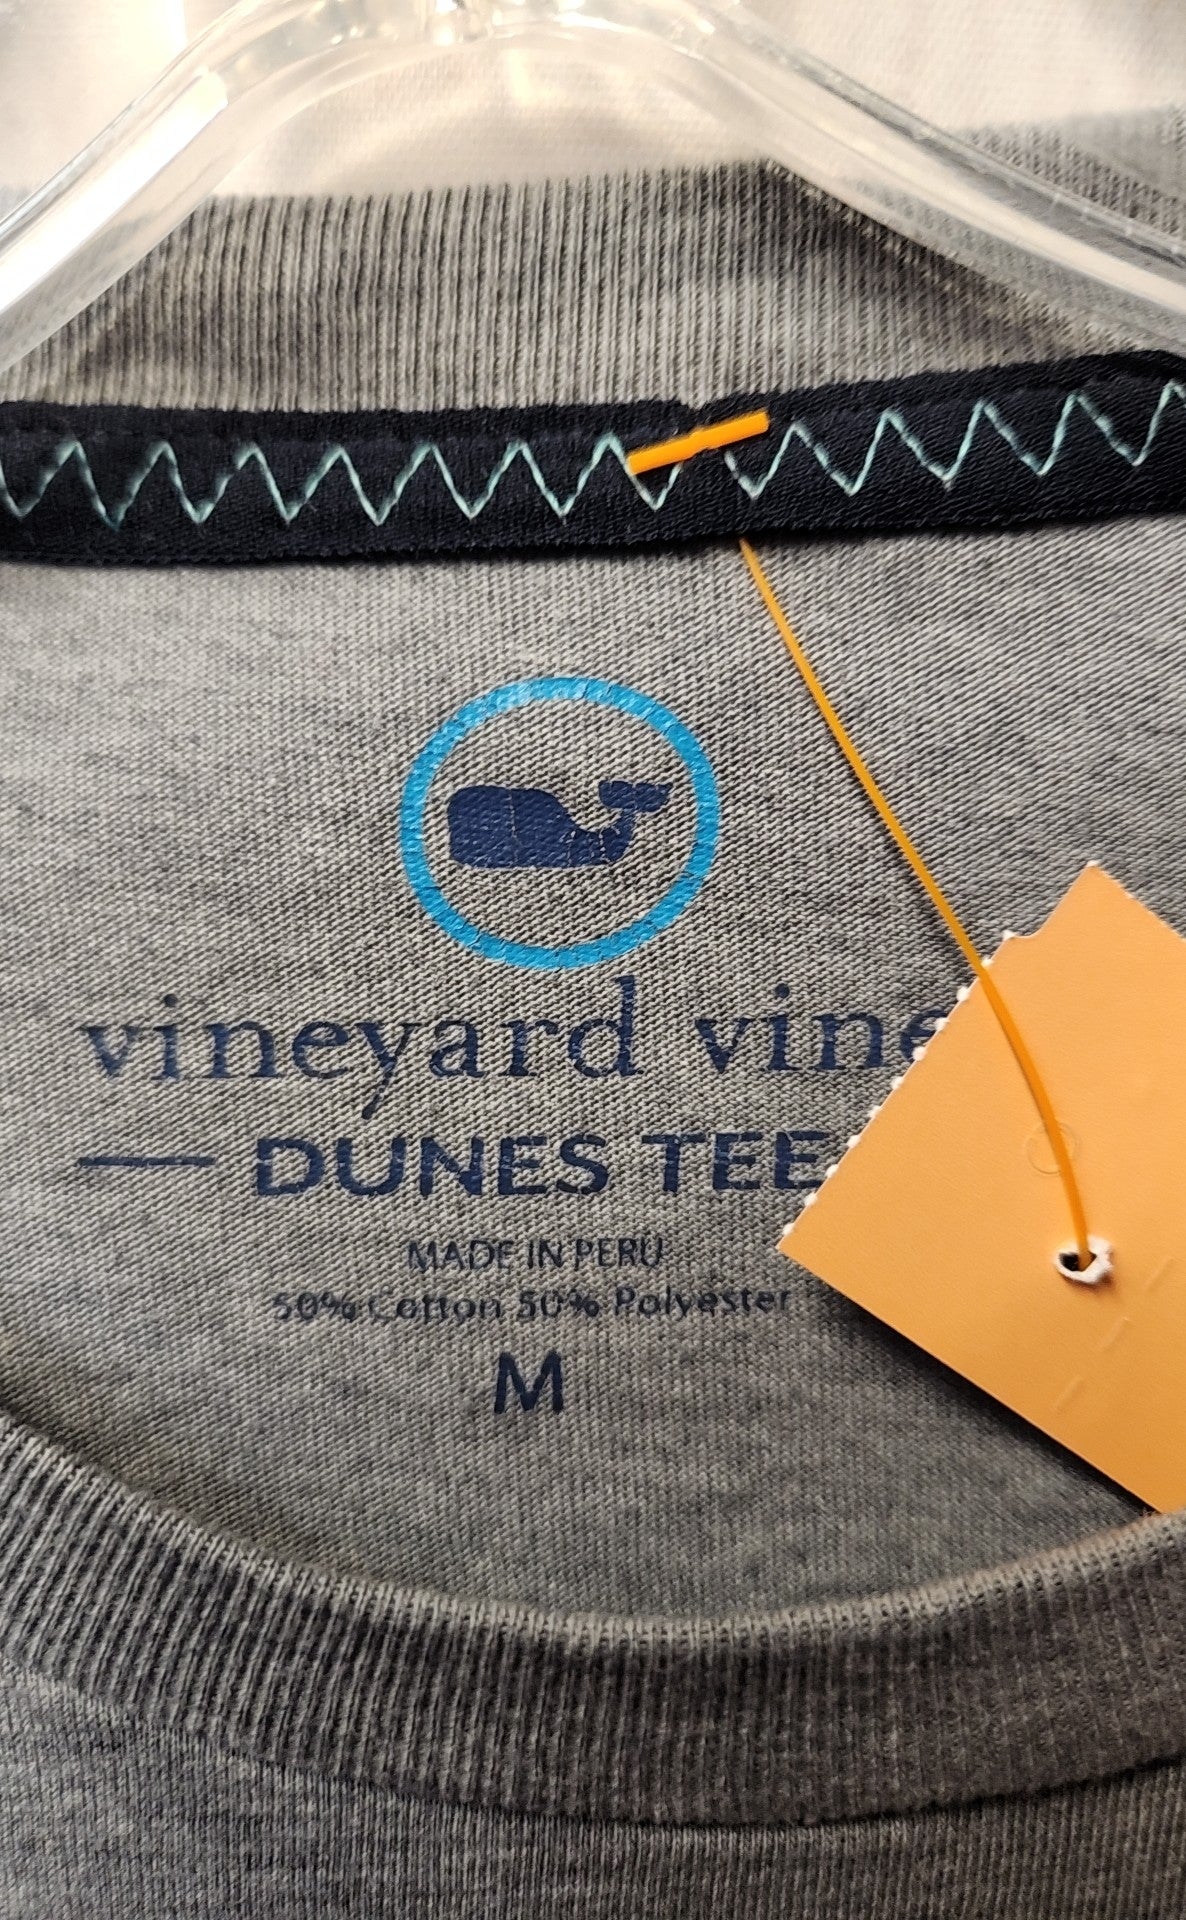 vineyard vine
DUNES TEE
MADE IN PERU
50% Cotton 50% Polyester
M